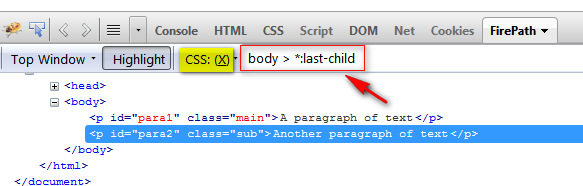 Console HTML CSS Script DOM Net Cookies FirePath
Top Window Highlight CSS: (X) body > *:last-child
<head>
<body>
<p id="para1" class="main">A paragraph of text</p>
<p id="para2" class="sub">Another paragraph of text</p>
</body>
</html>
</document>